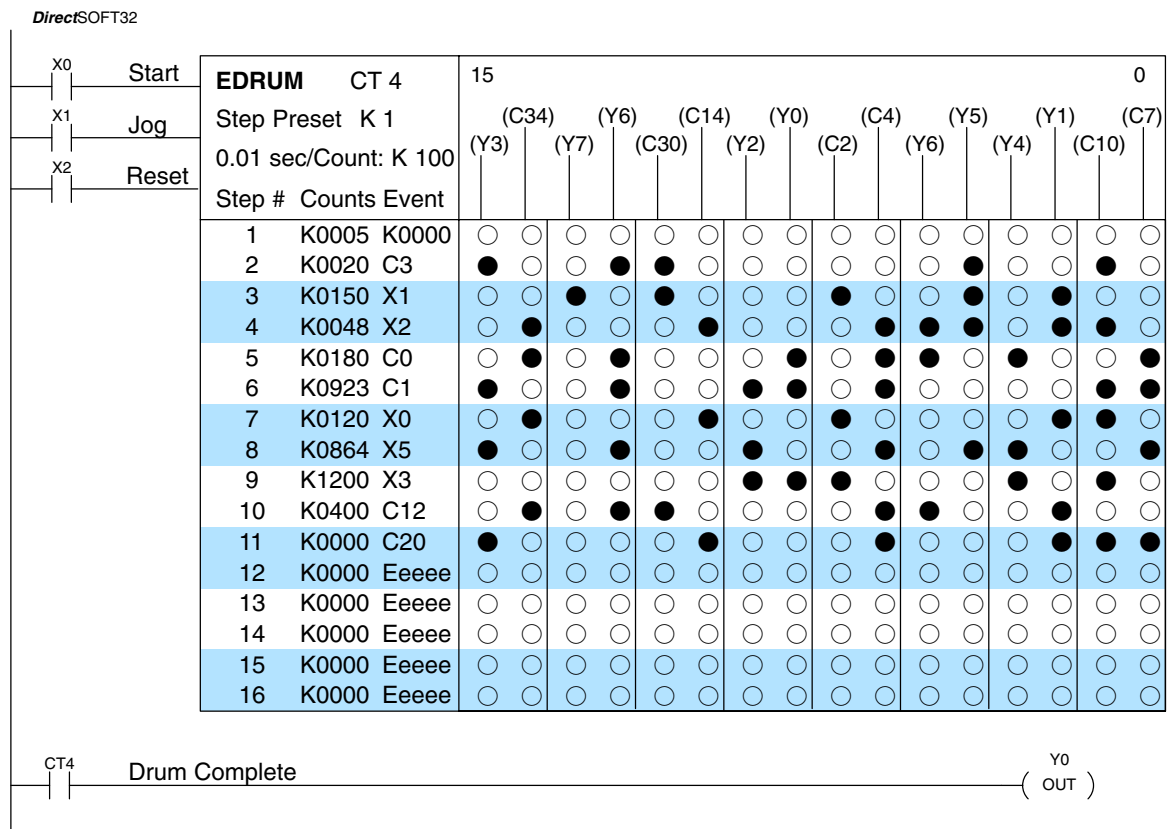 DirectSOFT32
X0 Start
X1 Jog
X2 Reset
EDRUM CT 4 15 0
Step Preset K 1
0.01 sec/Count: K 100
Step # Counts Event
(C34) (Y6) (C14) (Y0) (C4) (Y5) (Y1) (C7)
(Y3) (Y7) (C30) (Y2) (C2) (Y6) (Y4) (C10)
1 K0005 K0000
2 K0020 C3
3 K0150 X1
4 K0048 X2
5 K0180 C0
6 K0923 C1
7 K0120 X0
8 K0864 X5
9 K1200 X3
10 K0400 C12
11 K0000 C20
12 K0000 Eeeee
13 K0000 Eeeee
14 K0000 Eeeee
15 K0000 Eeeee
16 K0000 Eeeee
CT4 Drum Complete Y0
OUT